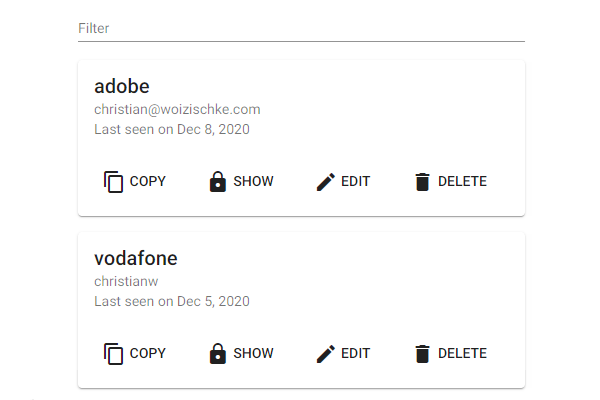 Filter
adobe
christian@woizischke.com
Last seen on Dec 8, 2020
COPY SHOW EDIT DELETE
vodafone
christianw
Last seen on Dec 5, 2020
COPY SHOW EDIT DELETE